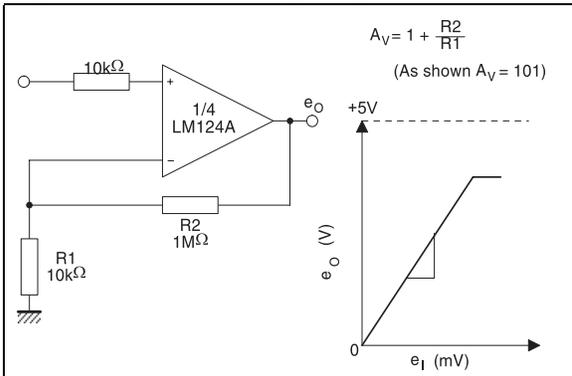 A_V = 1 + R2/R1
(As shown A_V = 101)
10kΩ
+
1/4
LM124A
-
e_O
R2
1MΩ
R1
10kΩ
+5V
e_O (V)
0
e_I (mV)